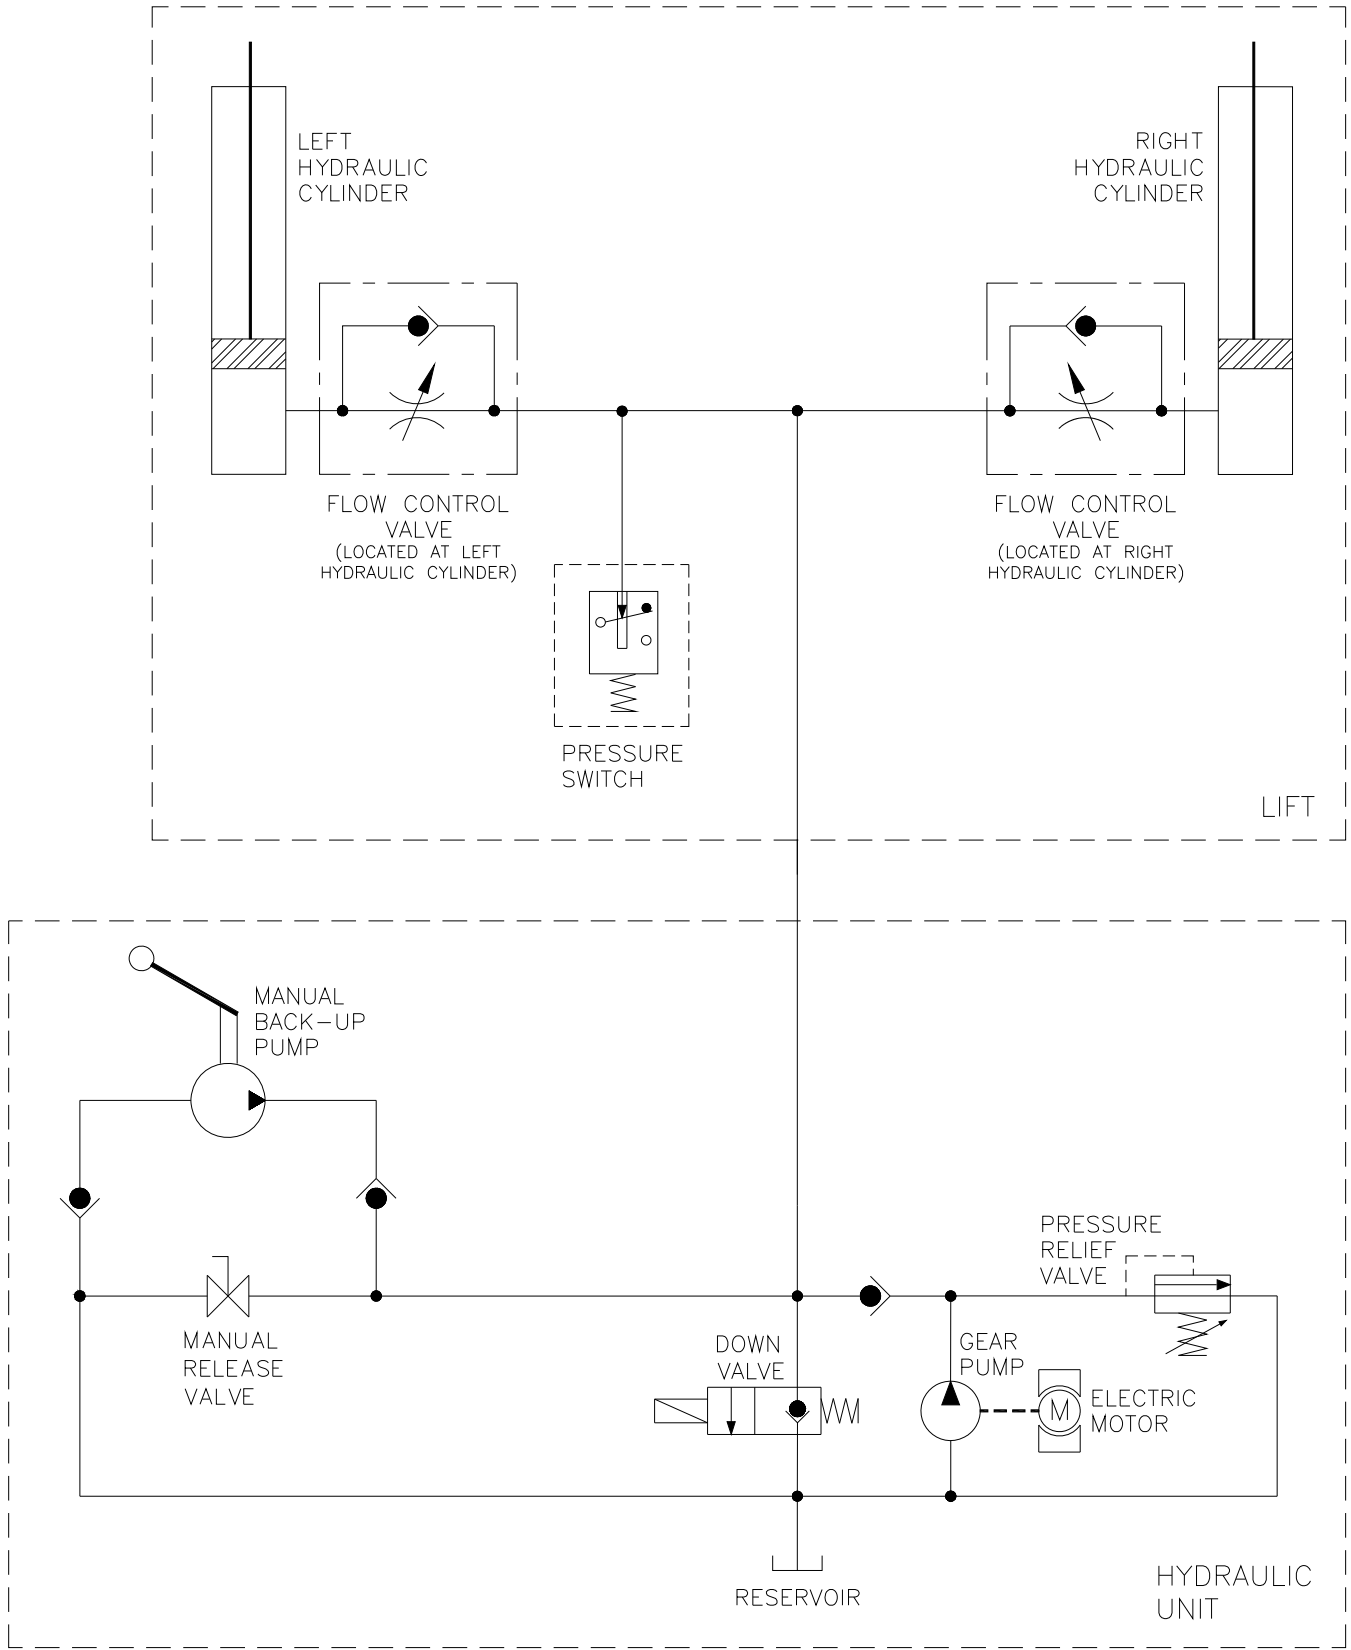 LEFT
HYDRAULIC
CYLINDER
RIGHT
HYDRAULIC
CYLINDER
FLOW CONTROL
VALVE
(LOCATED AT LEFT
HYDRAULIC CYLINDER)
FLOW CONTROL
VALVE
(LOCATED AT RIGHT
HYDRAULIC CYLINDER)
PRESSURE
SWITCH
LIFT
MANUAL
BACK-UP
PUMP
PRESSURE
RELIEF
VALVE
MANUAL
RELEASE
VALVE
DOWN
VALVE
GEAR
PUMP
M
ELECTRIC
MOTOR
RESERVOIR
HYDRAULIC
UNIT